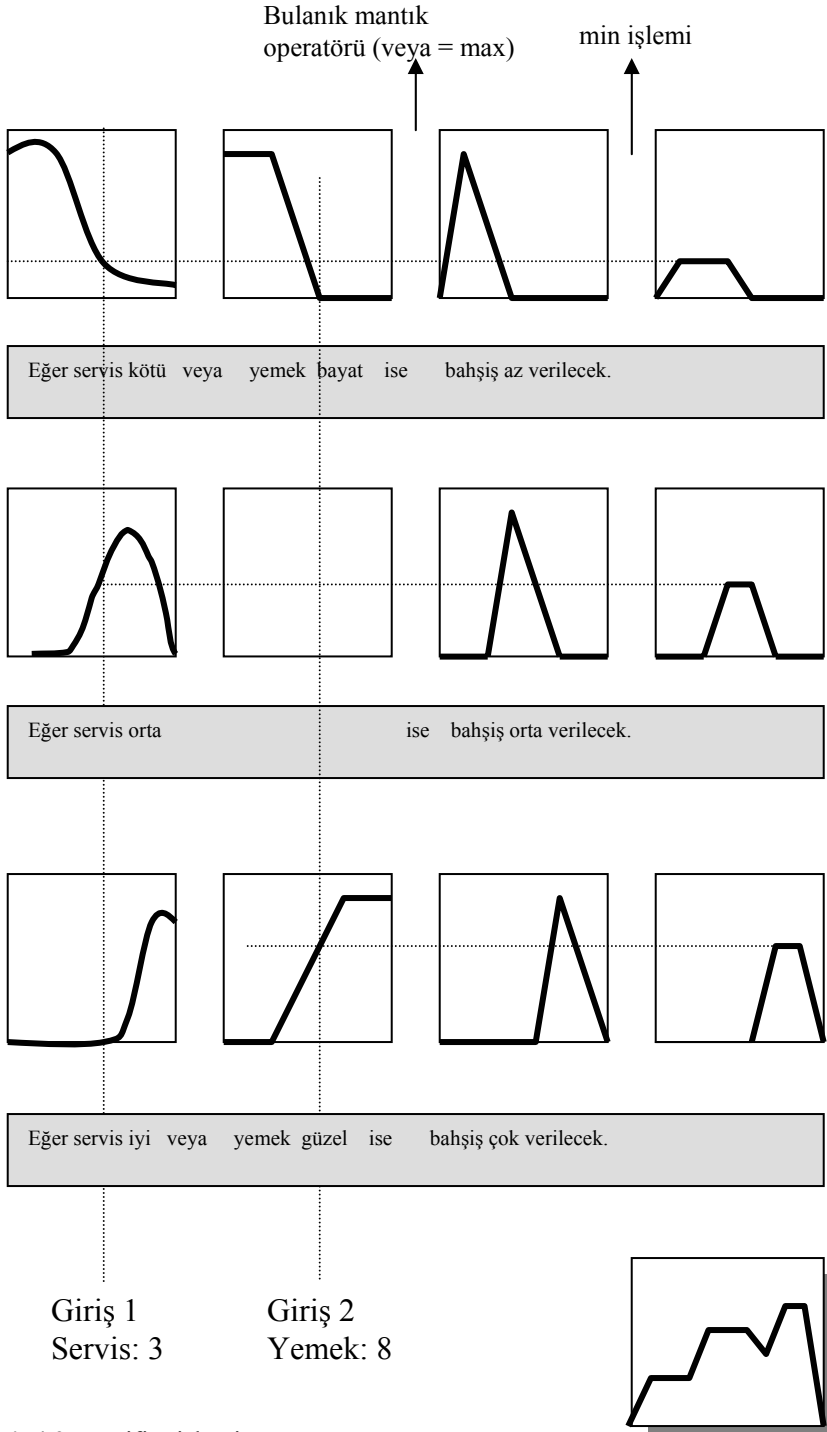 Bulanık mantık
operatörü (veya = max)
min işlemi
Eğer servis kötü veya yemek bayat ise bahşiş az verilecek.
Eğer servis orta ise bahşiş orta verilecek.
Eğer servis iyi veya yemek güzel ise bahşiş çok verilecek.
Giriş 1
Servis: 3
Giriş 2
Yemek: 8